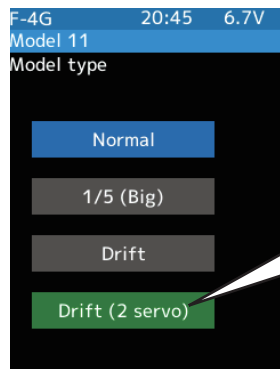 F-4G 20:45 6.7V
Model 11
Model type
Normal
1/5 (Big)
Drift
Drift (2 servo)